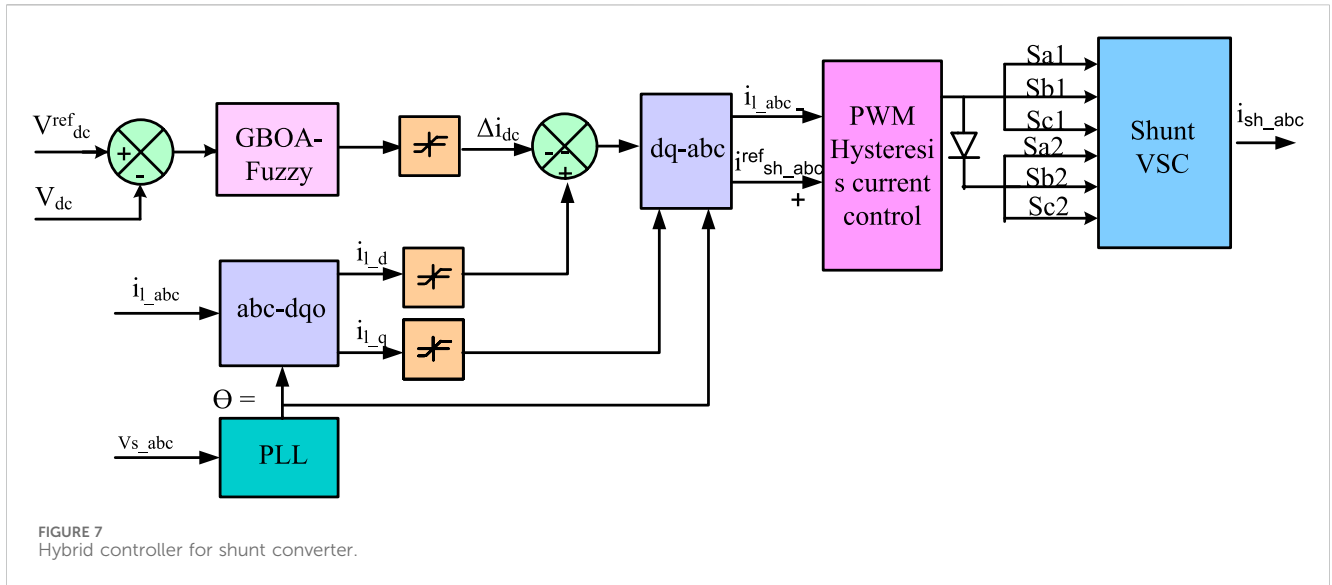 V^ref_dc
+
-
V_dc
GBOA-
Fuzzy
Δi_dc
-
-
+
dq-abc
i_l_abc
-
i^ref_sh_abc
+
PWM
Hysteresi
s current
control
Sa1
Sb1
Sc1
Sa2
Sb2
Sc2
Shunt
VSC
i_sh_abc
i_l_abc
abc-dqo
i_l_d
i_l_q
Θ =
Vs_abc
PLL
FIGURE 7
Hybrid controller for shunt converter.